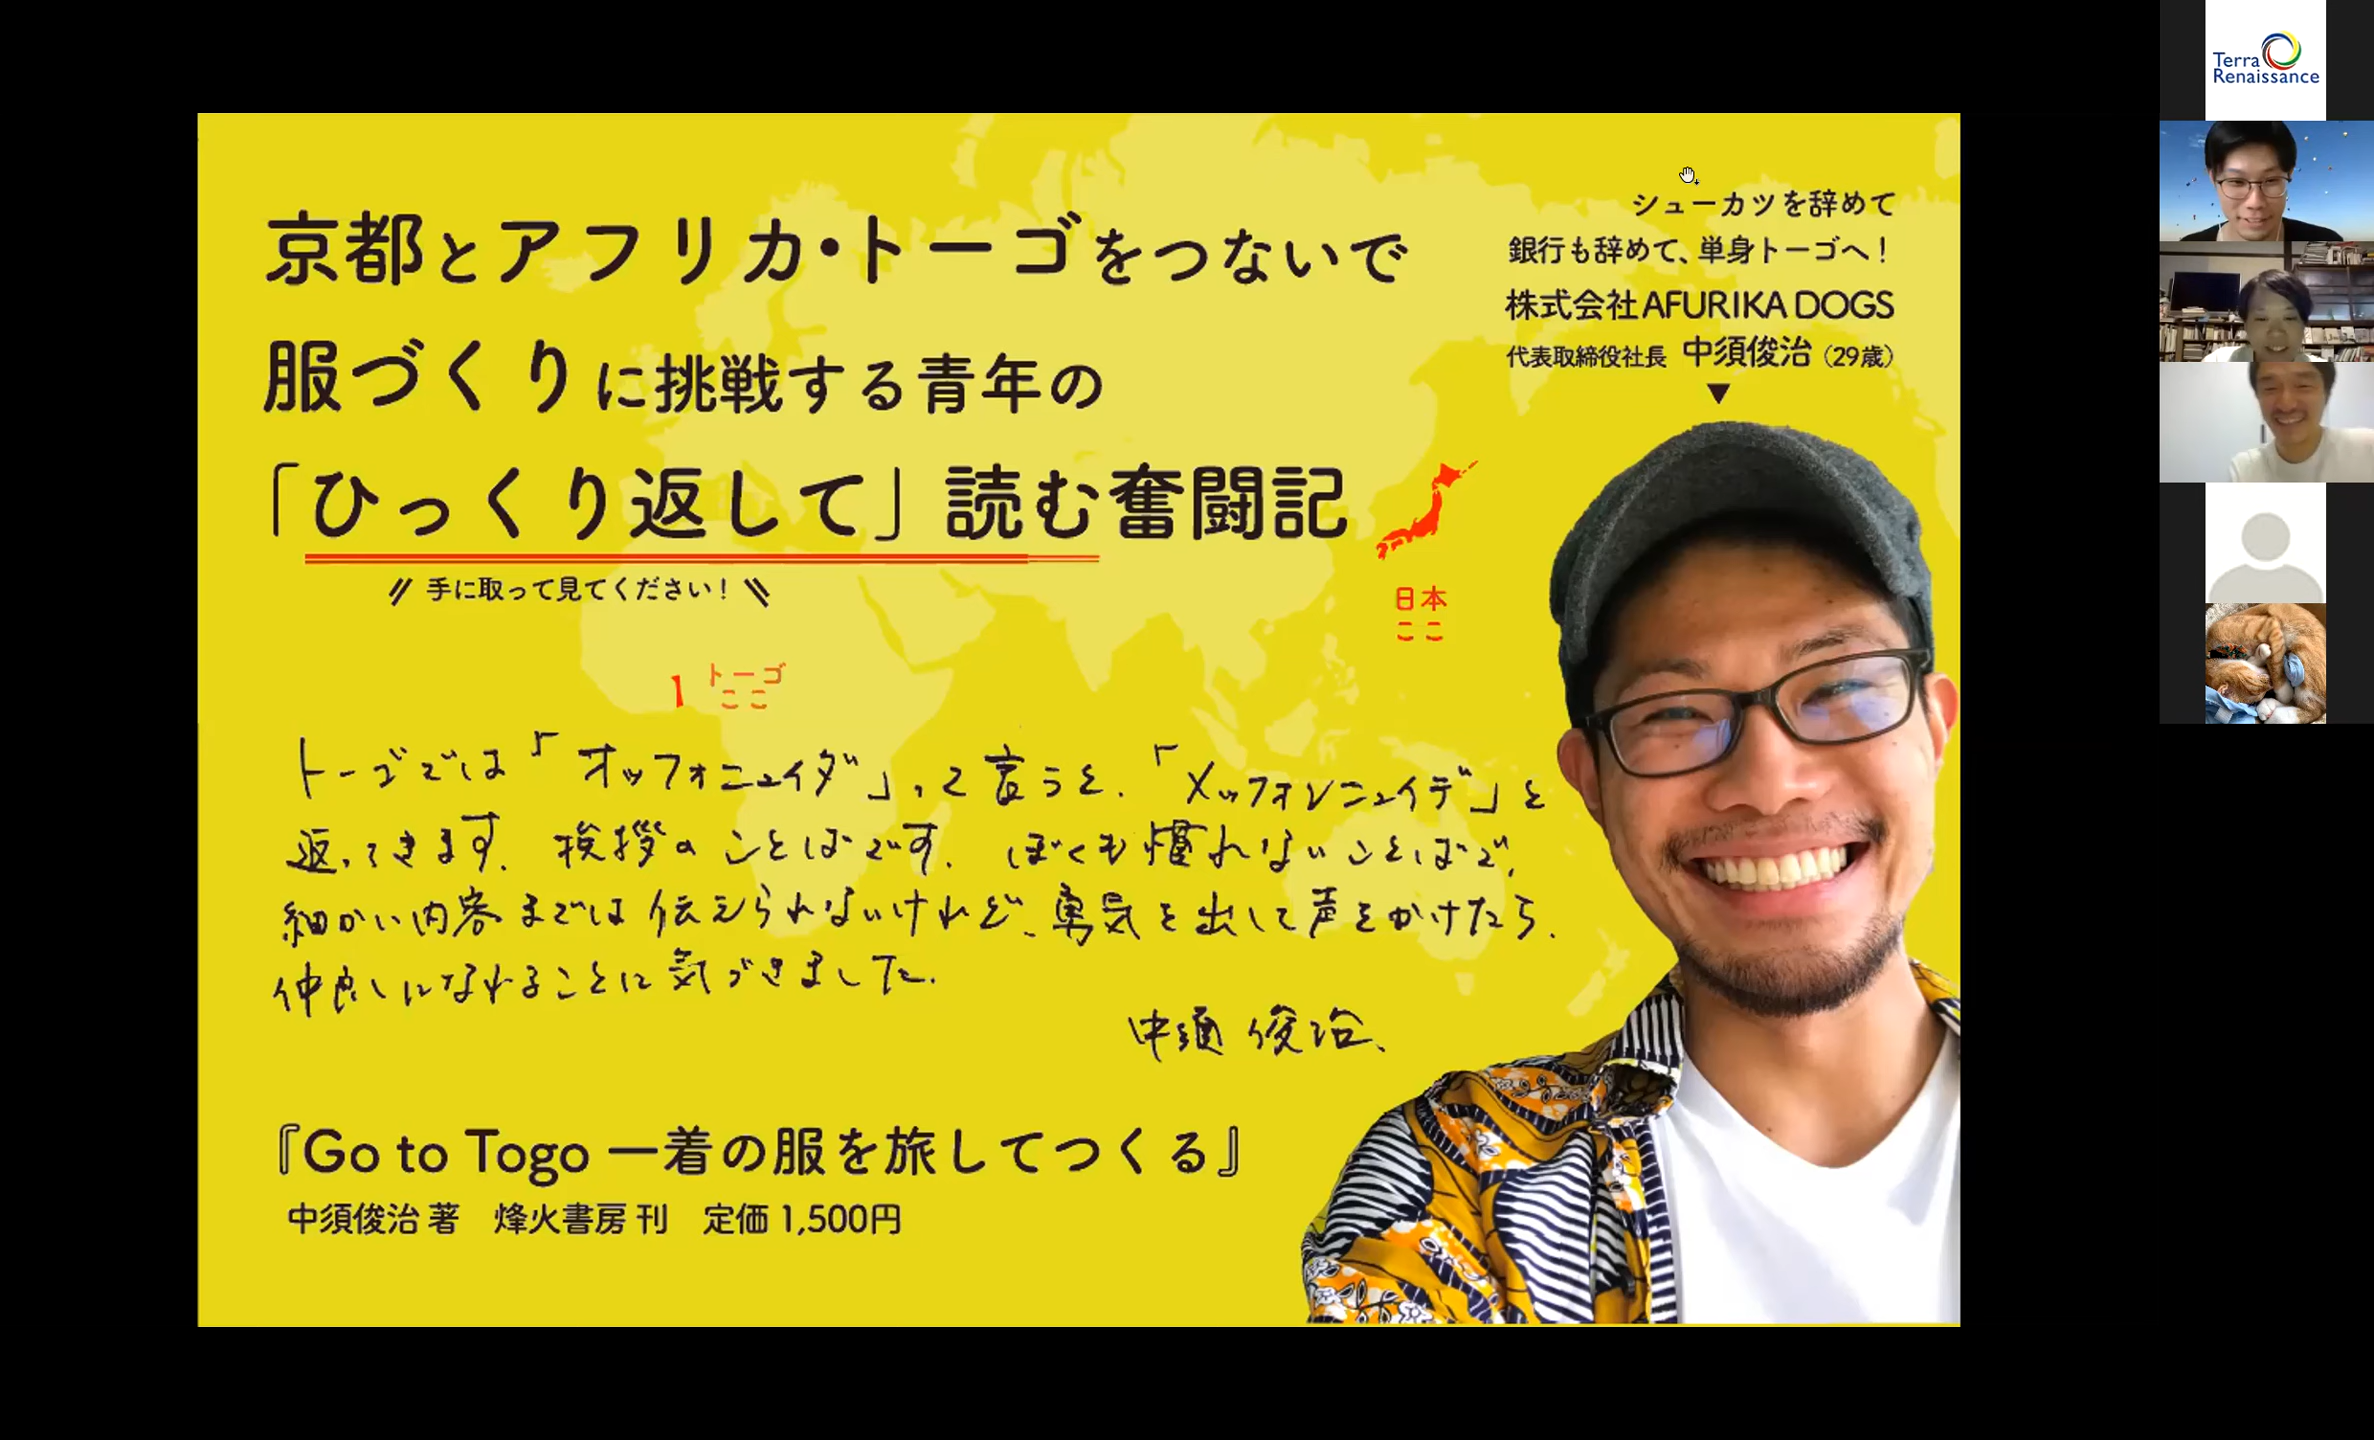 京都とアフリカ・トーゴをつないで
服づくりに挑戦する青年の
「ひっくり返して」読む奮闘記
手に取って見てください！
シューカツを辞めて
銀行も辞めて、単身トーゴへ！
株式会社AFURIKA DOGS
代表取締役社長 中須俊治（29歳）
日本
ここ
トーゴ
ここ
トーゴでは「オッフォニュイダ」って言うと、「メッフォンニュイデ」と
返ってきます。挨拶のことばです。ぼくも慣れないことばで、
細かい内容までは伝えられないけれど、勇気を出して声をかけたら、
仲良しになれることに気づきました。
中須 俊治、
『Go to Togo 一着の服を旅してつくる』
中須俊治 著　烽火書房 刊　定価 1,500円
Terra
Renaissance